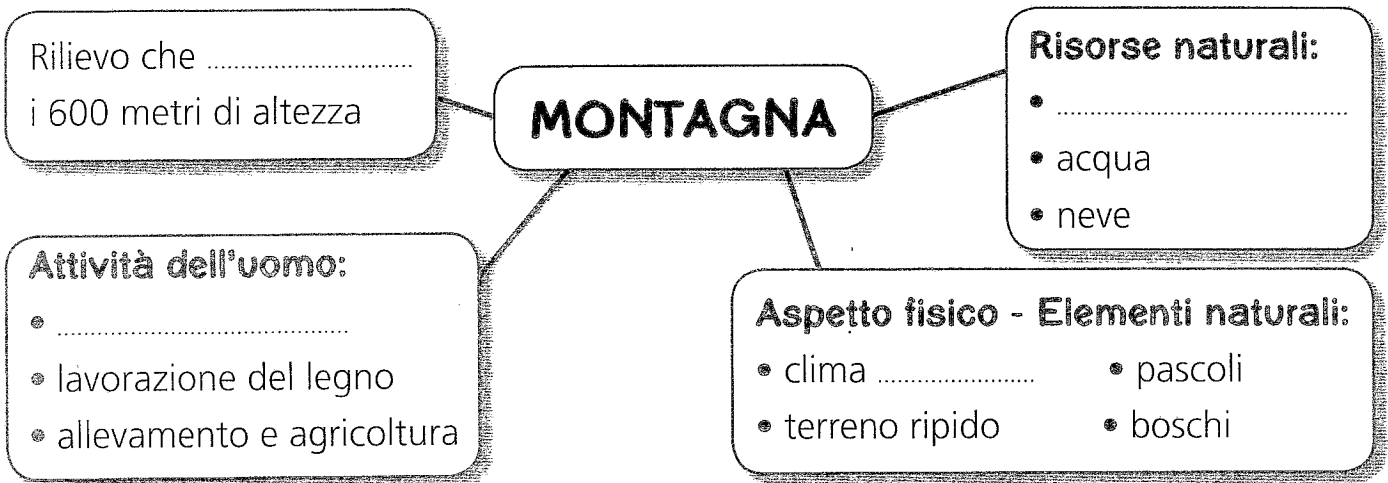 Rilievo che ..............................
i 600 metri di altezza
MONTAGNA
Risorse naturali:
• ..........................................
• acqua
• neve
Attività dell'uomo:
• ..........................................
• lavorazione del legno
• allevamento e agricoltura
Aspetto fisico - Elementi naturali:
• clima .......................
• pascoli
• terreno ripido
• boschi